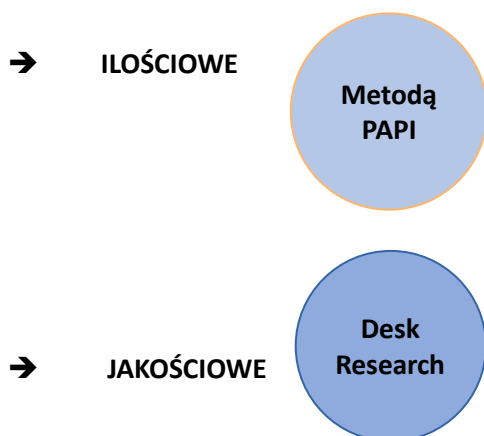 ➔ ILOŚCIOWE
Metodą
PAPI
Desk
Research
➔ JAKOŚCIOWE